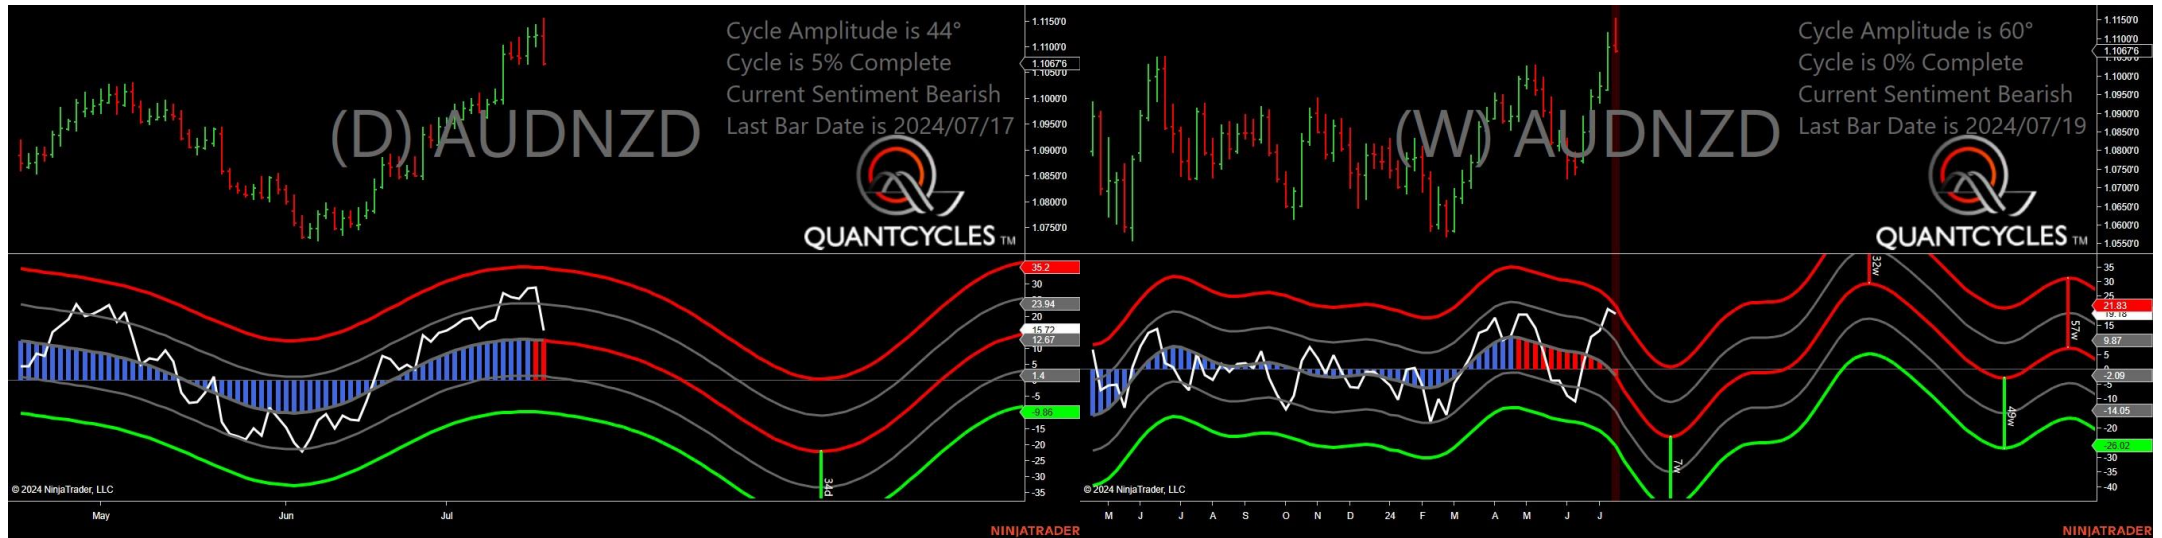 Cycle Amplitude is 44°
Cycle is 5% Complete
Current Sentiment Bearish
Last Bar Date is 2024/07/17
(D) AUDNZD
QUANTCYCLES TM
1.1150'0
1.1100'0
1.1067'6
1.1050'0
1.1000'0
1.0950'0
1.0900'0
1.0850'0
1.0800'0
1.0750'0
35.2
30
23.94
20
15.72
12.67
10
5
1.4
-5
-9.86
-15
-20
-25
-30
-35
34d
© 2024 NinjaTrader, LLC
May Jun Jul
NINJATRADER
Cycle Amplitude is 60°
Cycle is 0% Complete
Current Sentiment Bearish
Last Bar Date is 2024/07/19
(W) AUDNZD
QUANTCYCLES TM
1.1150'0
1.1100'0
1.1067'6
1.1000'0
1.0950'0
1.0900'0
1.0850'0
1.0800'0
1.0750'0
1.0700'0
1.0650'0
1.0600'0
1.0550'0
35
30
25
21.83
19.18
15
9.87
5
-2.09
-5
-10
-14.05
-20
-26.02
-30
-35
-40
32w
57w
49w
7w
© 2024 NinjaTrader, LLC
M J J A S O N D 24 F M A M J J
NINJATRADER